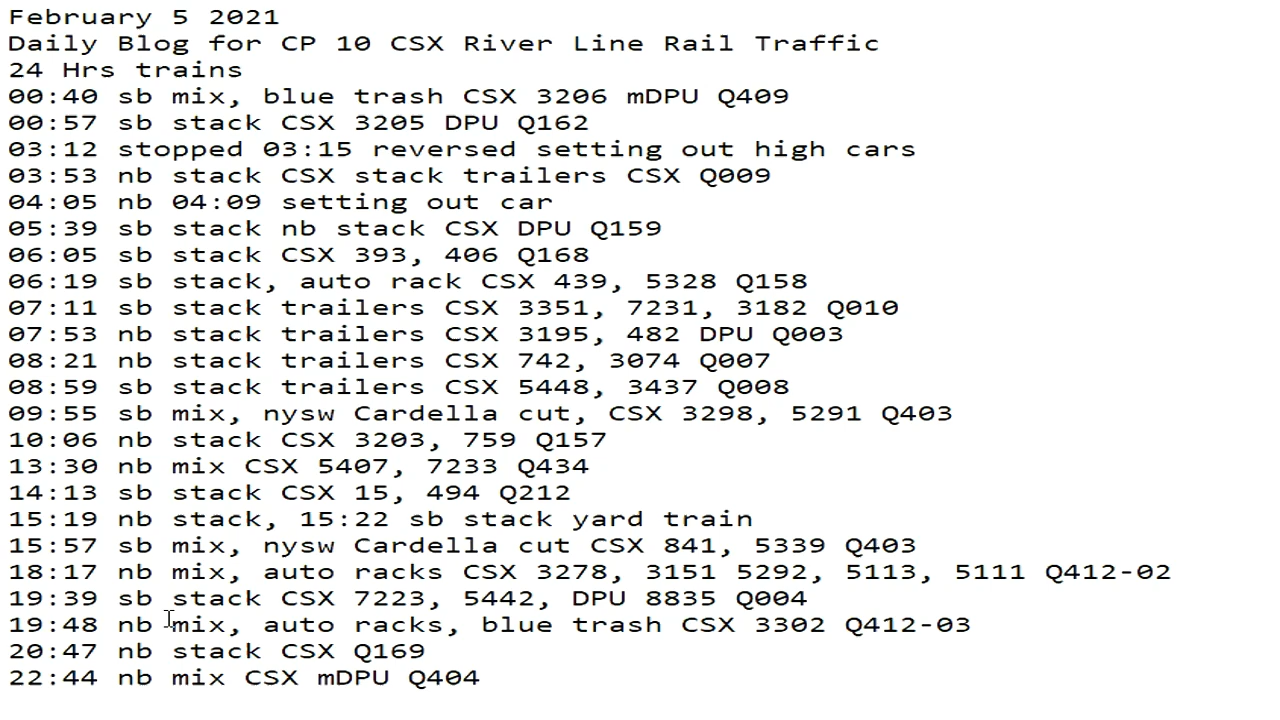 February 5 2021
Daily Blog for CP 10 CSX River Line Rail Traffic
24 Hrs trains
00:40 sb mix, blue trash CSX 3206 mDPU Q409
00:57 sb stack CSX 3205 DPU Q162
03:12 stopped 03:15 reversed setting out high cars
03:53 nb stack CSX stack trailers CSX Q009
04:05 nb 04:09 setting out car
05:39 sb stack nb stack CSX DPU Q159
06:05 sb stack CSX 393, 406 Q168
06:19 sb stack, auto rack CSX 439, 5328 Q158
07:11 sb stack trailers CSX 3351, 7231, 3182 Q010
07:53 nb stack trailers CSX 3195, 482 DPU Q003
08:21 nb stack trailers CSX 742, 3074 Q007
08:59 sb stack trailers CSX 5448, 3437 Q008
09:55 sb mix, nysw Cardella cut, CSX 3298, 5291 Q403
10:06 nb stack CSX 3203, 759 Q157
13:30 nb mix CSX 5407, 7233 Q434
14:13 sb stack CSX 15, 494 Q212
15:19 nb stack, 15:22 sb stack yard train
15:57 sb mix, nysw Cardella cut CSX 841, 5339 Q403
18:17 nb mix, auto racks CSX 3278, 3151 5292, 5113, 5111 Q412-02
19:39 sb stack CSX 7223, 5442, DPU 8835 Q004
19:48 nb mix, auto racks, blue trash CSX 3302 Q412-03
20:47 nb stack CSX Q169
22:44 nb mix CSX mDPU Q404